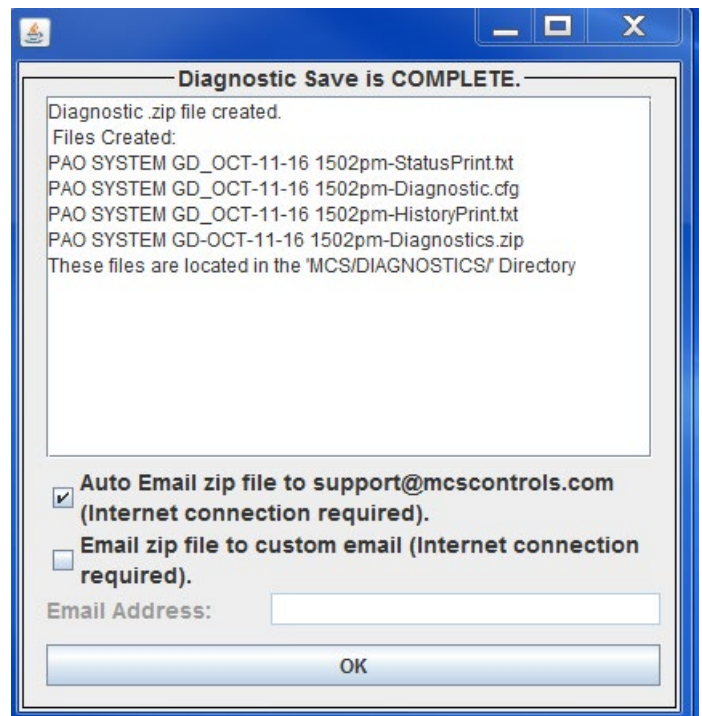 Diagnostic Save is COMPLETE.
Diagnostic .zip file created.
Files Created:
PAO SYSTEM GD_OCT-11-16 1502pm-StatusPrint.txt
PAO SYSTEM GD_OCT-11-16 1502pm-Diagnostic.cfg
PAO SYSTEM GD_OCT-11-16 1502pm-HistoryPrint.txt
PAO SYSTEM GD-OCT-11-16 1502pm-Diagnostics.zip
These files are located in the 'MCS/DIAGNOSTICS/' Directory
Auto Email zip file to support@mcscontrols.com
(Internet connection required).
Email zip file to custom email (Internet connection
required).
Email Address:
OK